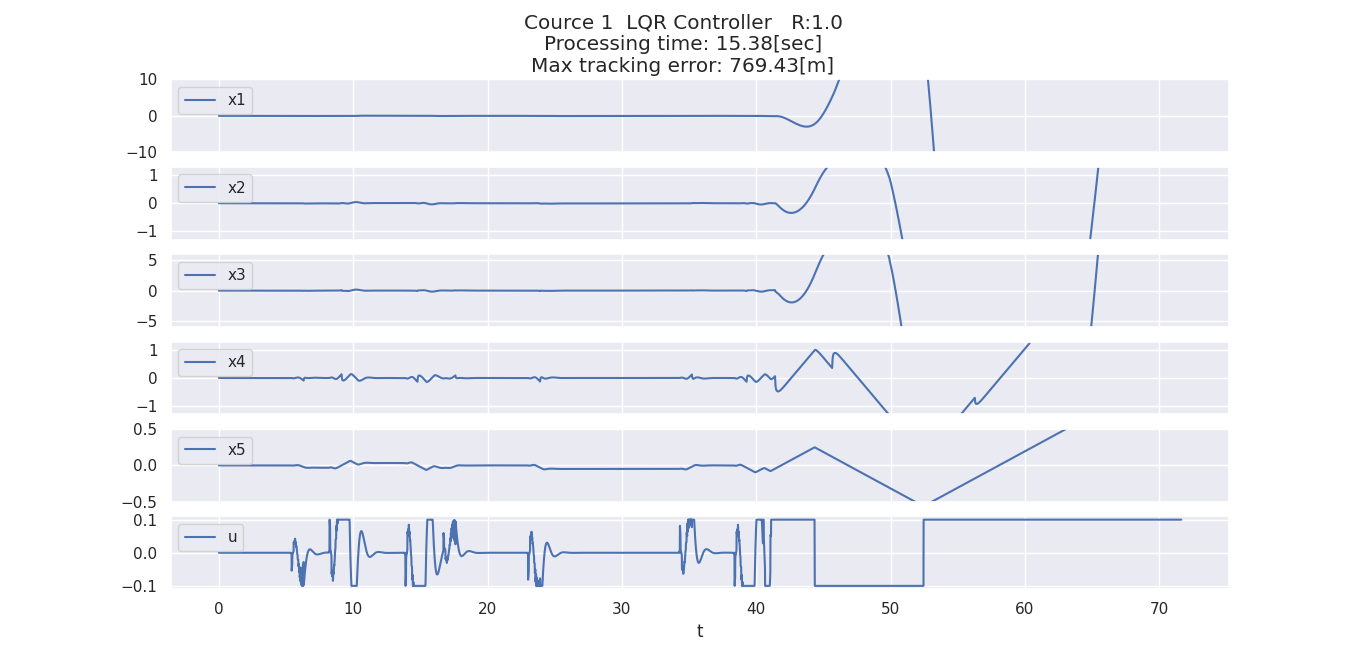 Cource 1  LQR Controller   R:1.0
Processing time: 15.38[sec]
Max tracking error: 769.43[m]
10
0
−10
x1
1
0
−1
x2
5
0
−5
x3
1
0
−1
x4
0.5
0.0
−0.5
x5
0.1
0.0
−0.1
u
0 10 20 30 40 50 60 70
t